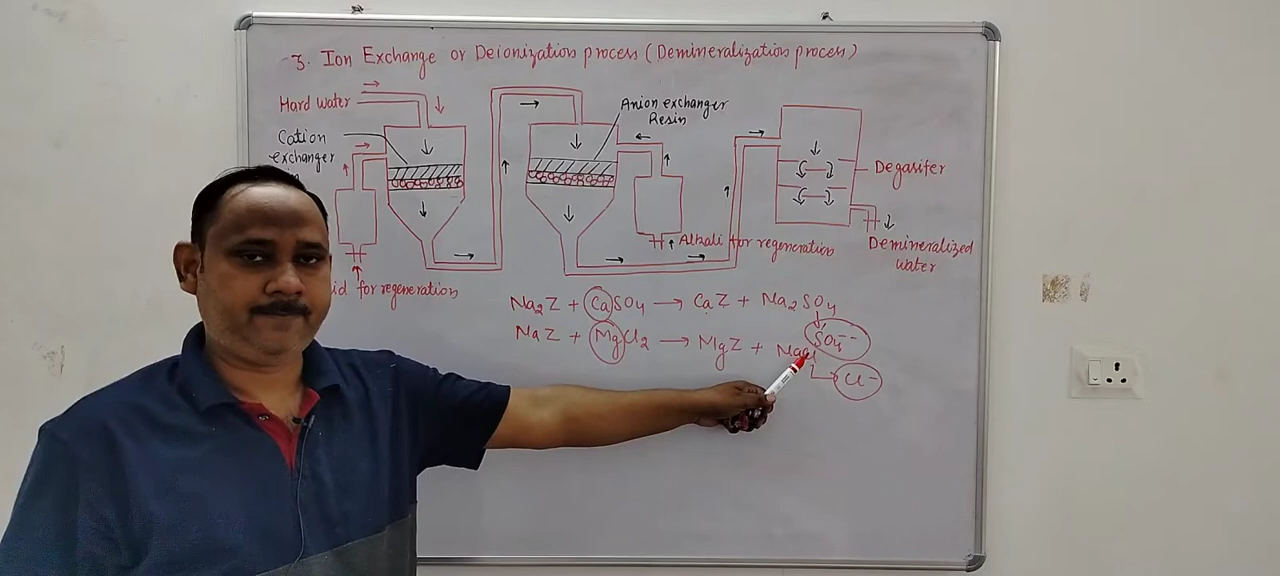 3. Ion Exchange or Deionization process (Demineralization process)
Hard water
Cation
exchanger
Anion exchanger
Resin
Degasifer
Demineralized
water
Alkali for regeneration
for regeneration
Na2Z + CaSO4 → CaZ + Na2SO4
SO4--
NaZ + MgCl2 → MgZ + NaCl
Cl-